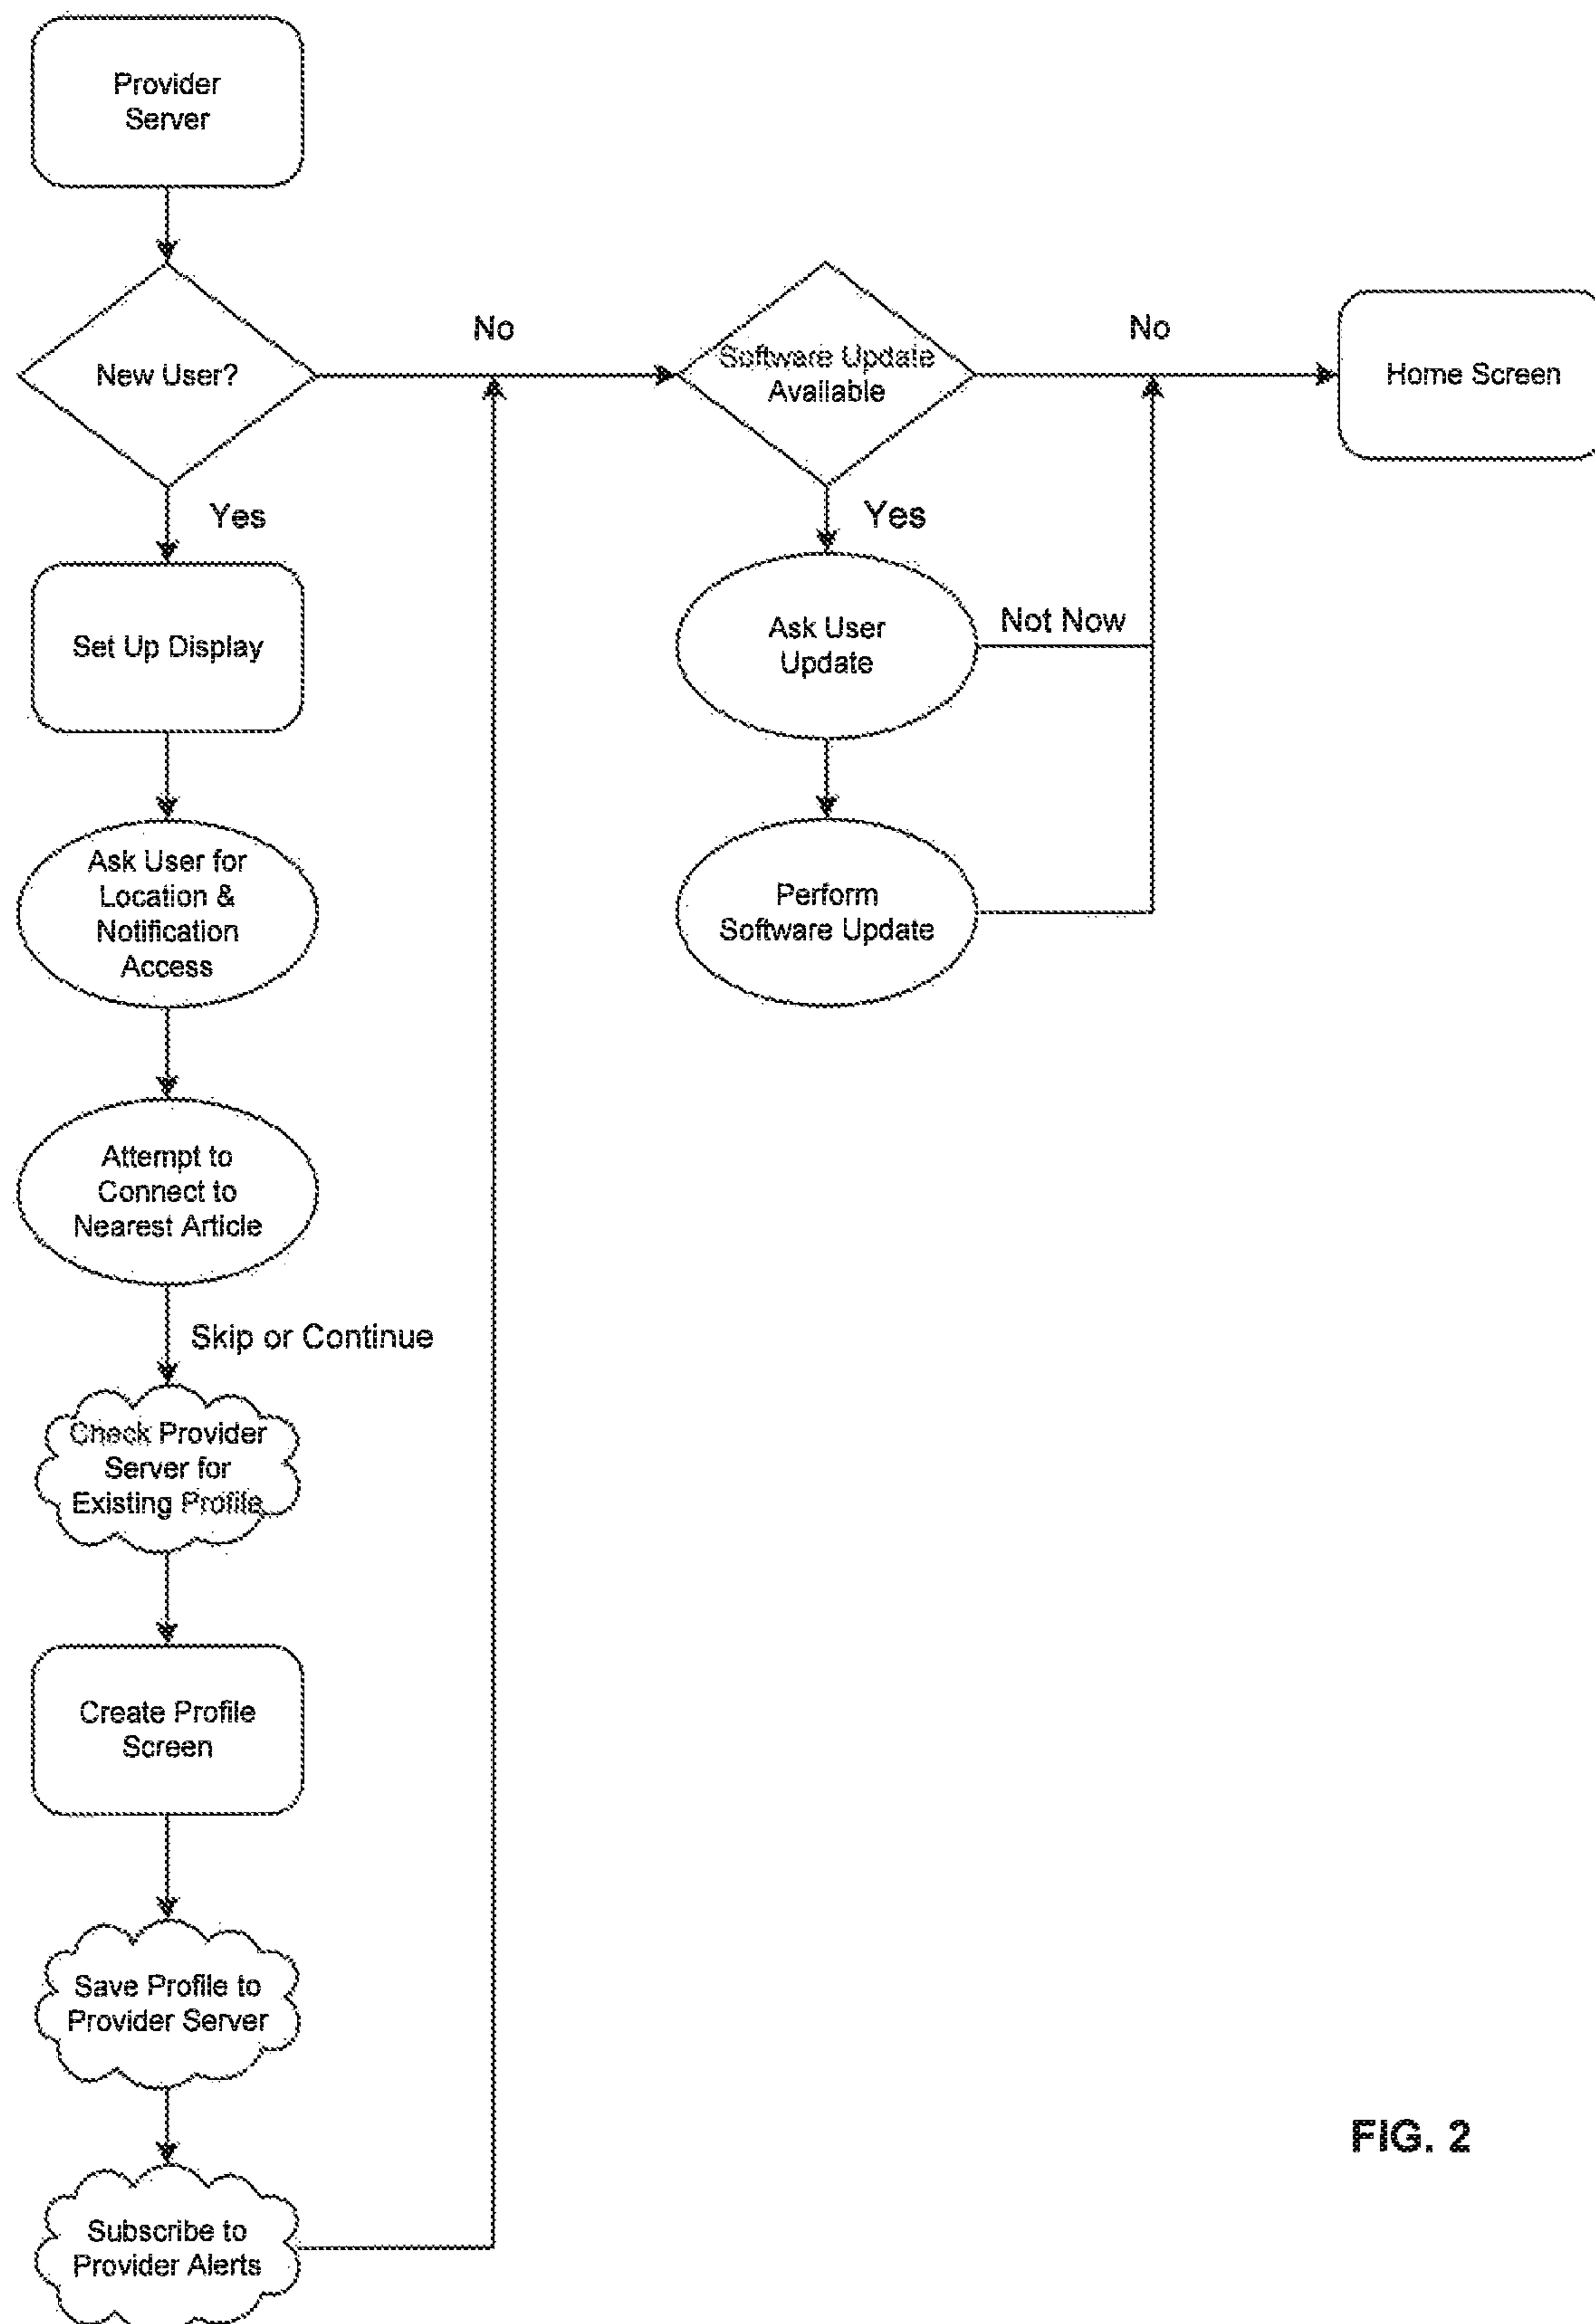 Provider
Server
New User?
No
Software Update
Available
No
Home Screen
Yes
Set Up Display
Yes
Ask User
Update
Not Now
Ask User for
Location &
Notification
Access
Perform
Software Update
Attempt to
Connect to
Nearest Article
Skip or Continue
Check Provider
Server for
Existing Profile
Create Profile
Screen
Save Profile to
Provider Server
Subscribe to
Provider Alerts
FIG. 2